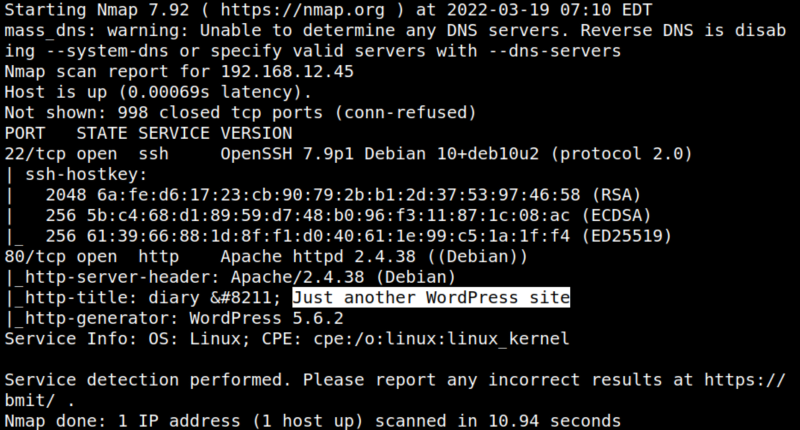 Starting Nmap 7.92 ( https://nmap.org ) at 2022-03-19 07:10 EDT
mass_dns: warning: Unable to determine any DNS servers. Reverse DNS is disab
ing --system-dns or specify valid servers with --dns-servers
Nmap scan report for 192.168.12.45
Host is up (0.00069s latency).
Not shown: 998 closed tcp ports (conn-refused)
PORT   STATE SERVICE VERSION
22/tcp open  ssh     OpenSSH 7.9p1 Debian 10+deb10u2 (protocol 2.0)
| ssh-hostkey:
|   2048 6a:fe:d6:17:23:cb:90:79:2b:b1:2d:37:53:97:46:58 (RSA)
|   256 5b:c4:68:d1:89:59:d7:48:b0:96:f3:11:87:1c:08:ac (ECDSA)
|_  256 61:39:66:88:1d:8f:f1:d0:40:61:1e:99:c5:1a:1f:f4 (ED25519)
80/tcp open  http    Apache httpd 2.4.38 ((Debian))
|_http-server-header: Apache/2.4.38 (Debian)
|_http-title: diary &#8211; Just another WordPress site
|_http-generator: WordPress 5.6.2
Service Info: OS: Linux; CPE: cpe:/o:linux:linux_kernel
Service detection performed. Please report any incorrect results at https://
bmit/ .
Nmap done: 1 IP address (1 host up) scanned in 10.94 seconds